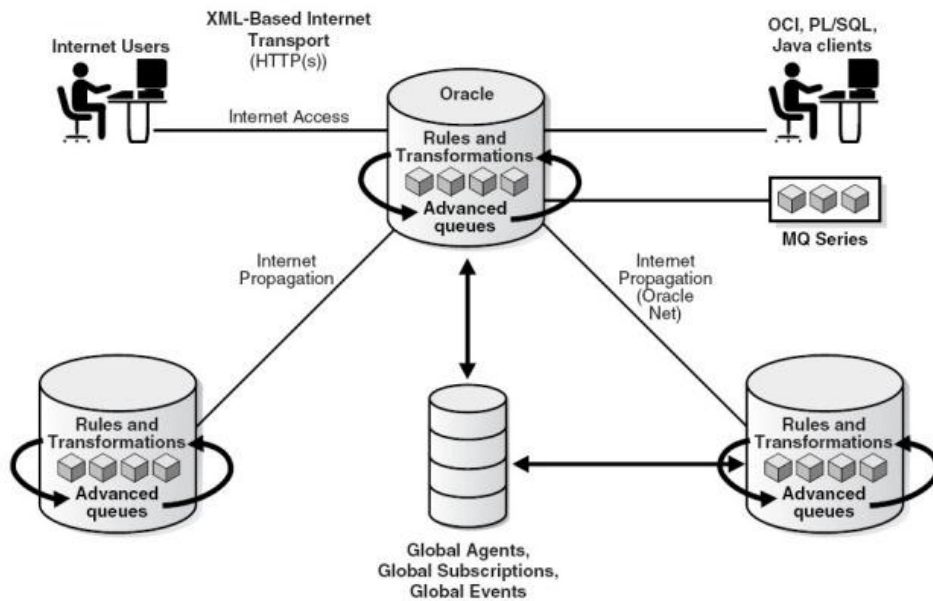 XML-Based Internet
Transport
(HTTP(s))
Internet Users
OCI, PL/SQL,
Java clients
Oracle
Internet Access
Rules and
Transformations
Advanced
queues
MQ Series
Internet
Propagation
Internet
Propagation
(Oracle
Net)
Rules and
Transformations
Advanced
queues
Rules and
Transformations
Advanced
queues
Global Agents,
Global Subscriptions,
Global Events